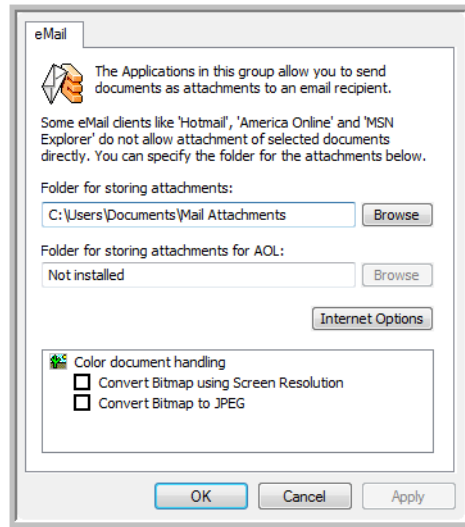 eMail
The Applications in this group allow you to send
documents as attachments to an email recipient.
Some eMail clients like 'Hotmail', 'America Online' and 'MSN
Explorer' do not allow attachment of selected documents
directly. You can specify the folder for the attachments below.
Folder for storing attachments:
C:\Users\Documents\Mail Attachments
Browse
Folder for storing attachments for AOL:
Not installed
Browse
Internet Options
Color document handling
Convert Bitmap using Screen Resolution
Convert Bitmap to JPEG
OK
Cancel
Apply